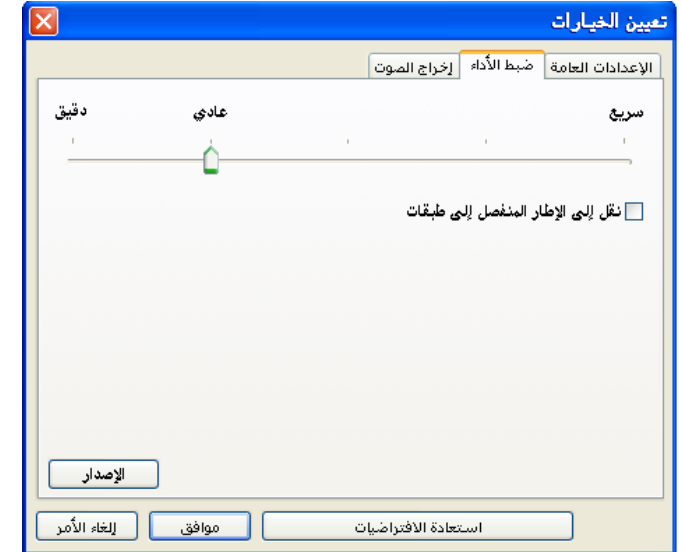 تعيين الخيارات
الإعدادات العامة ضبط الأداء إخراج الصوت
سريع عادي دقيق
نقل إلى الإطار المنفصل إلى طبقات
الإصدار
استعادة الافتراضيات موافق إلغاء الأمر